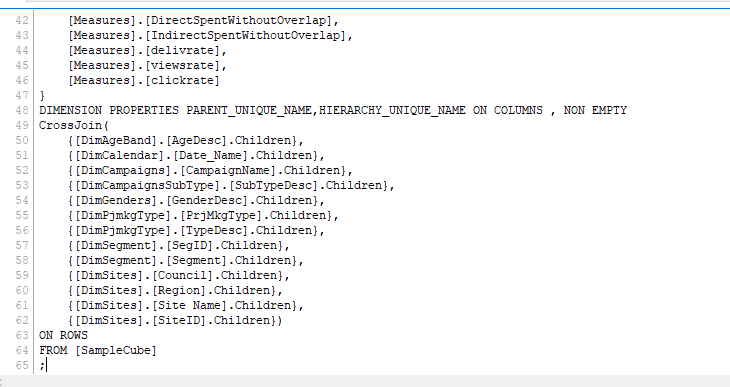 42 [Measures].[DirectSpentWithoutOverlap],
43 [Measures].[IndirectSpentWithoutOverlap],
44 [Measures].[delivrate],
45 [Measures].[viewsrate],
46 [Measures].[clickrate]
47 }
48 DIMENSION PROPERTIES PARENT_UNIQUE_NAME,HIERARCHY_UNIQUE_NAME ON COLUMNS , NON EMPTY
49 CrossJoin(
50 {[DimAgeBand].[AgeDesc].Children},
51 {[DimCalendar].[Date_Name].Children},
52 {[DimCampaigns].[CampaignName].Children},
53 {[DimCampaignsSubType].[SubTypeDesc].Children},
54 {[DimGenders].[GenderDesc].Children},
55 {[DimPjmkgType].[PrjMkgType].Children},
56 {[DimPjmkgType].[TypeDesc].Children},
57 {[DimSegment].[SegID].Children},
58 {[DimSegment].[Segment].Children},
59 {[DimSites].[Council].Children},
60 {[DimSites].[Region].Children},
61 {[DimSites].[Site Name].Children},
62 {[DimSites].[SiteID].Children})
63 ON ROWS
64 FROM [SampleCube]
65 ;